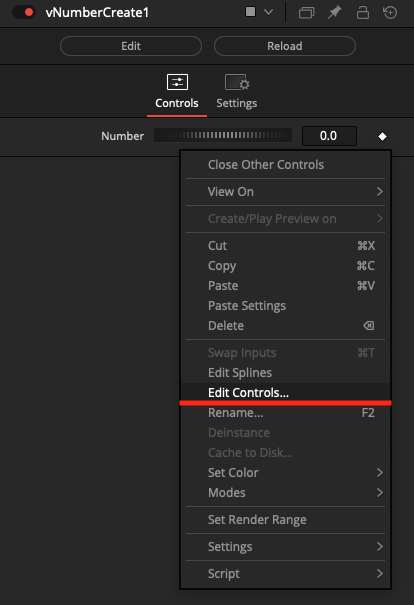 vNumberCreate1
Edit Reload
Controls Settings
Number 0.0
Close Other Controls
View On
Create/Play Preview on
Cut ⌘X
Copy ⌘C
Paste ⌘V
Paste Settings
Delete ⌫
Swap Inputs ⌘T
Edit Splines
Edit Controls...
Rename... F2
Deinstance
Cache to Disk...
Set Color
Modes
Set Render Range
Settings
Script